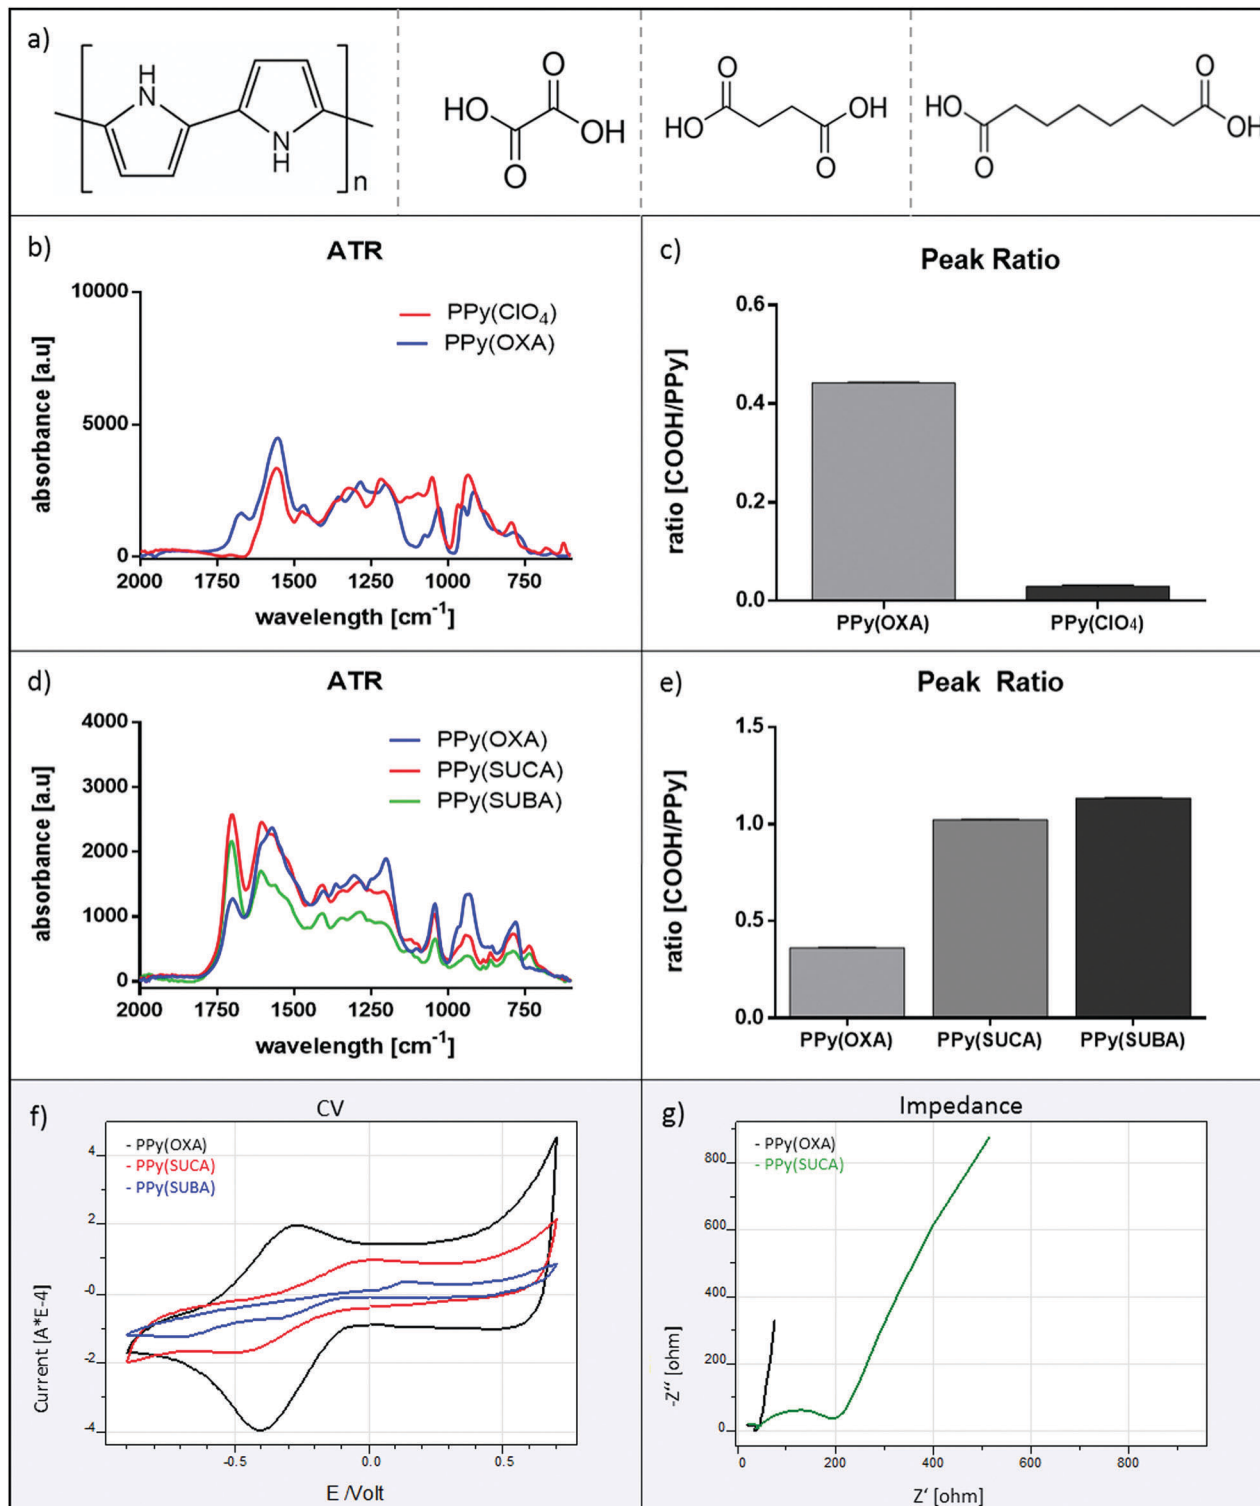 a)
H
N
N
H
n
O
HO
OH
O
O
HO
OH
O
O
HO
O
OH
b)
ATR
PPy(ClO4)
PPy(OXA)
absorbance [a.u]
10000
5000
0
2000 1750 1500 1250 1000 750
wavelength [cm-1]
c)
Peak Ratio
ratio [COOH/PPy]
0.6
0.4
0.2
0.0
PPy(OXA) PPy(ClO4)
d)
ATR
PPy(OXA)
PPy(SUCA)
PPy(SUBA)
absorbance [a.u]
4000
3000
2000
1000
0
2000 1750 1500 1250 1000 750
wavelength [cm-1]
e)
Peak Ratio
ratio [COOH/PPy]
1.5
1.0
0.5
0.0
PPy(OXA) PPy(SUCA) PPy(SUBA)
f)
CV
- PPy(OXA)
- PPy(SUCA)
- PPy(SUBA)
Current [A*E-4]
4
2
-0
-2
-4
-0.5 0.0 0.5
E /Volt
g)
Impedance
- PPy(OXA)
- PPy(SUCA)
-Z‘‘ [ohm]
800
600
400
200
0
0 200 400 600 800
Z‘ [ohm]